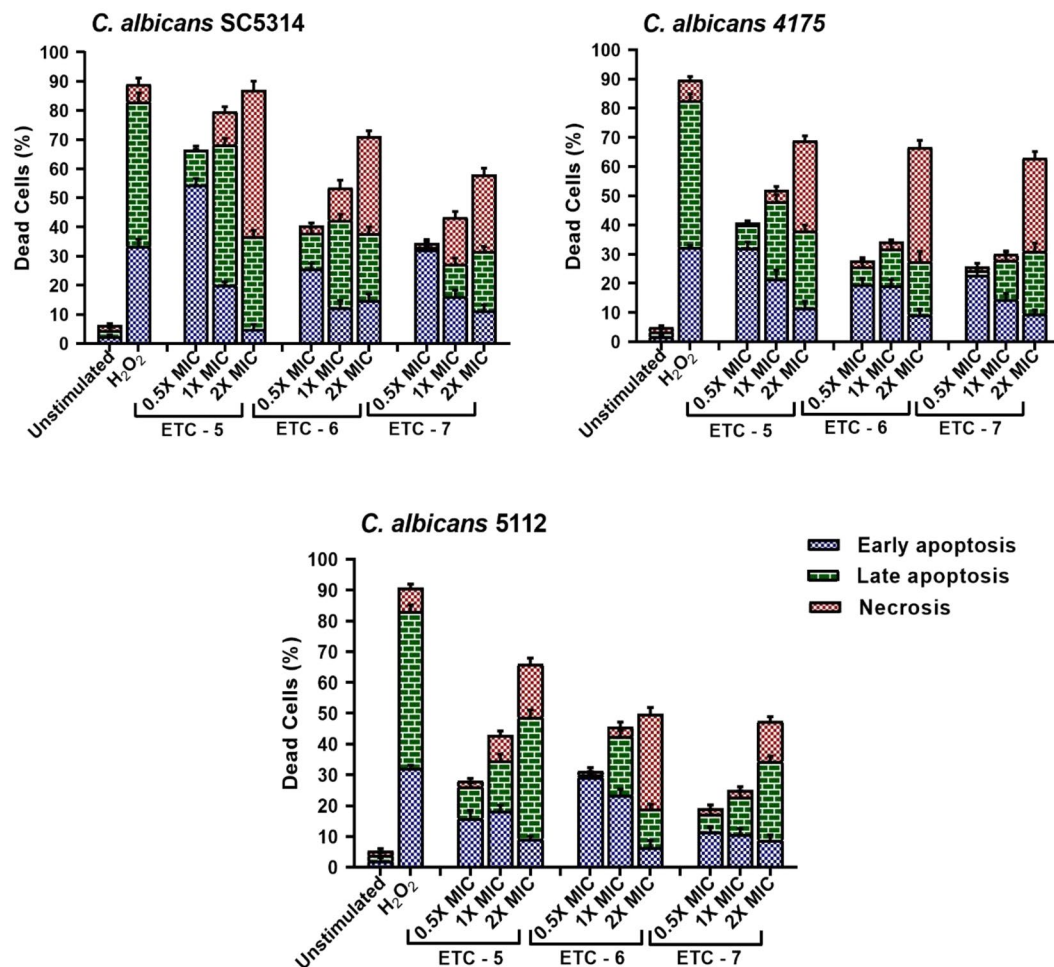 C. albicans SC5314
Dead Cells (%)
100
90
80
70
60
50
40
30
20
10
0
Unstimulated
H2O2
0.5X MIC
1X MIC
2X MIC
0.5X MIC
1X MIC
2X MIC
0.5X MIC
1X MIC
2X MIC
ETC - 5
ETC - 6
ETC - 7
C. albicans 4175
Dead Cells (%)
100
90
80
70
60
50
40
30
20
10
0
Unstimulated
H2O2
0.5X MIC
1X MIC
2X MIC
0.5X MIC
1X MIC
2X MIC
0.5X MIC
1X MIC
2X MIC
ETC - 5
ETC - 6
ETC - 7
C. albicans 5112
Dead Cells (%)
100
90
80
70
60
50
40
30
20
10
0
Unstimulated
H2O2
0.5X MIC
1X MIC
2X MIC
0.5X MIC
1X MIC
2X MIC
0.5X MIC
1X MIC
2X MIC
ETC - 5
ETC - 6
ETC - 7
Early apoptosis
Late apoptosis
Necrosis